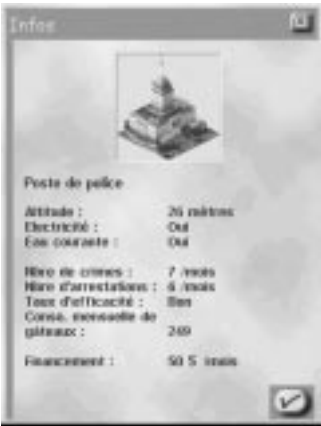 Infos
Poste de police
Altitude : 26 mètres
Electricité : Oui
Eau courante : Oui
Nbre de crimes : 7 /mois
Nbre d'arrestations : 6 /mois
Taux d'efficacité : Bon
Conso. mensuelle de
gâteaux : 249
Financement : 50 $ /mois